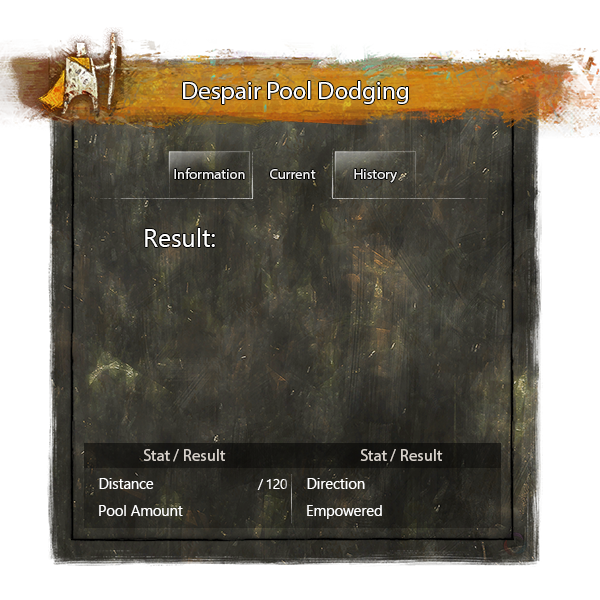 Despair Pool Dodging
Information Current History
Result:
Stat / Result Stat / Result
Distance / 120 Direction
Pool Amount Empowered